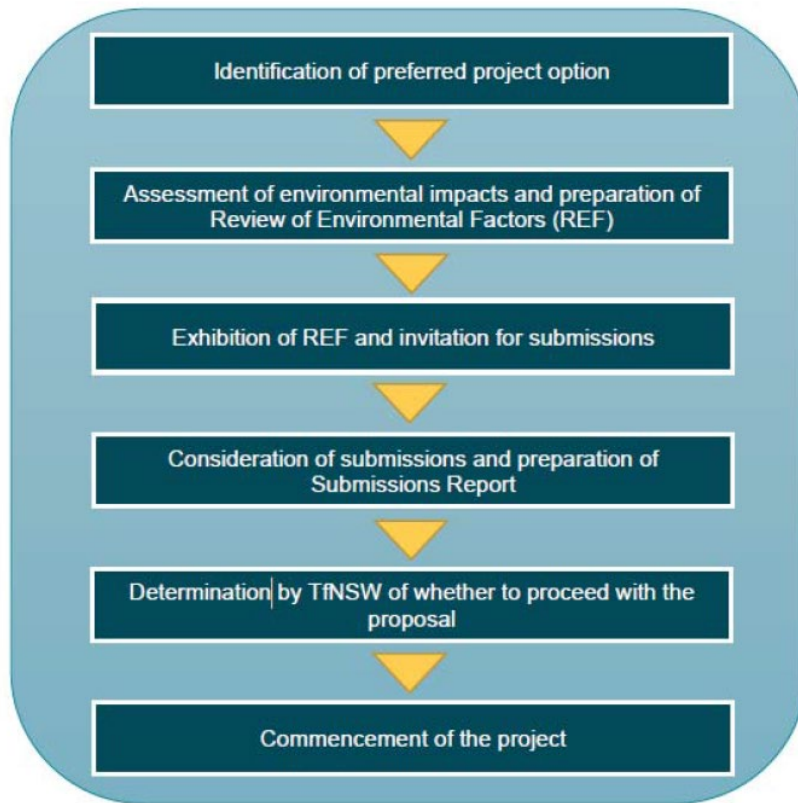 Identification of preferred project option
Assessment of environmental impacts and preparation of
Review of Environmental Factors (REF)
Exhibition of REF and invitation for submissions
Consideration of submissions and preparation of
Submissions Report
Determination by TfNSW of whether to proceed with the
proposal
Commencement of the project